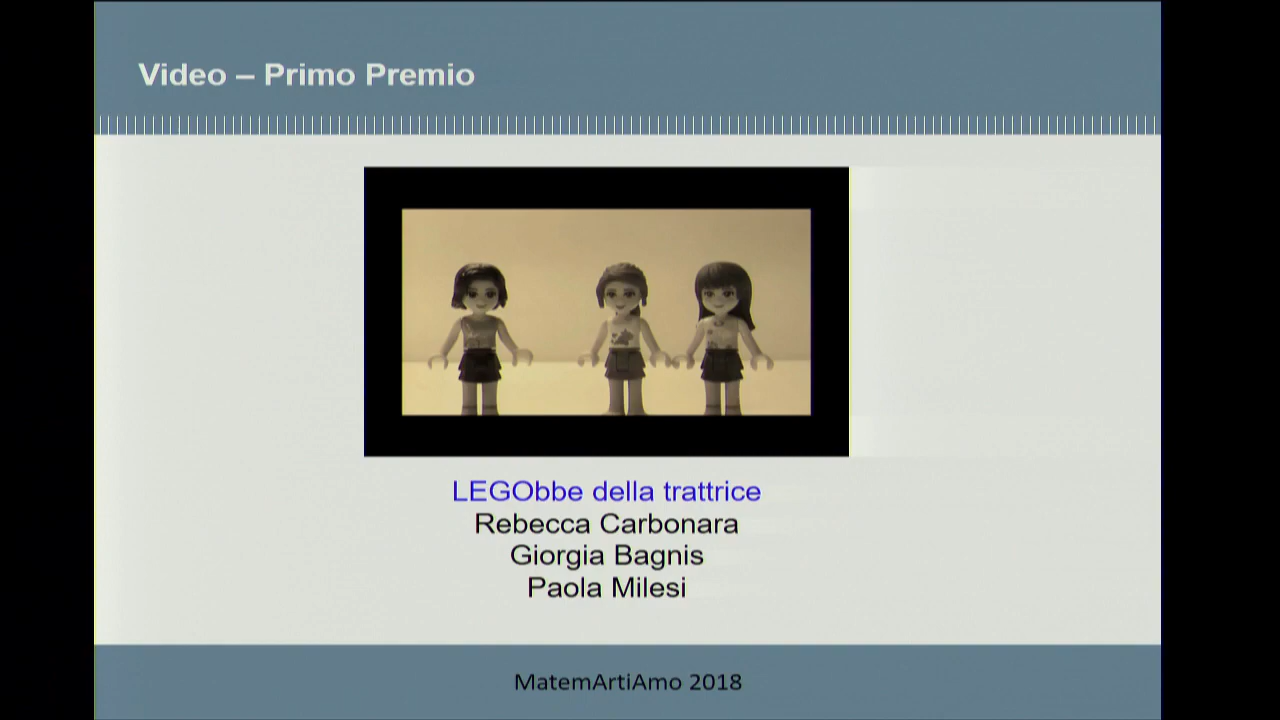 Video – Primo Premio
LEGObbe della trattrice
Rebecca Carbonara
Giorgia Bagnis
Paola Milesi
MatemArtiAmo 2018